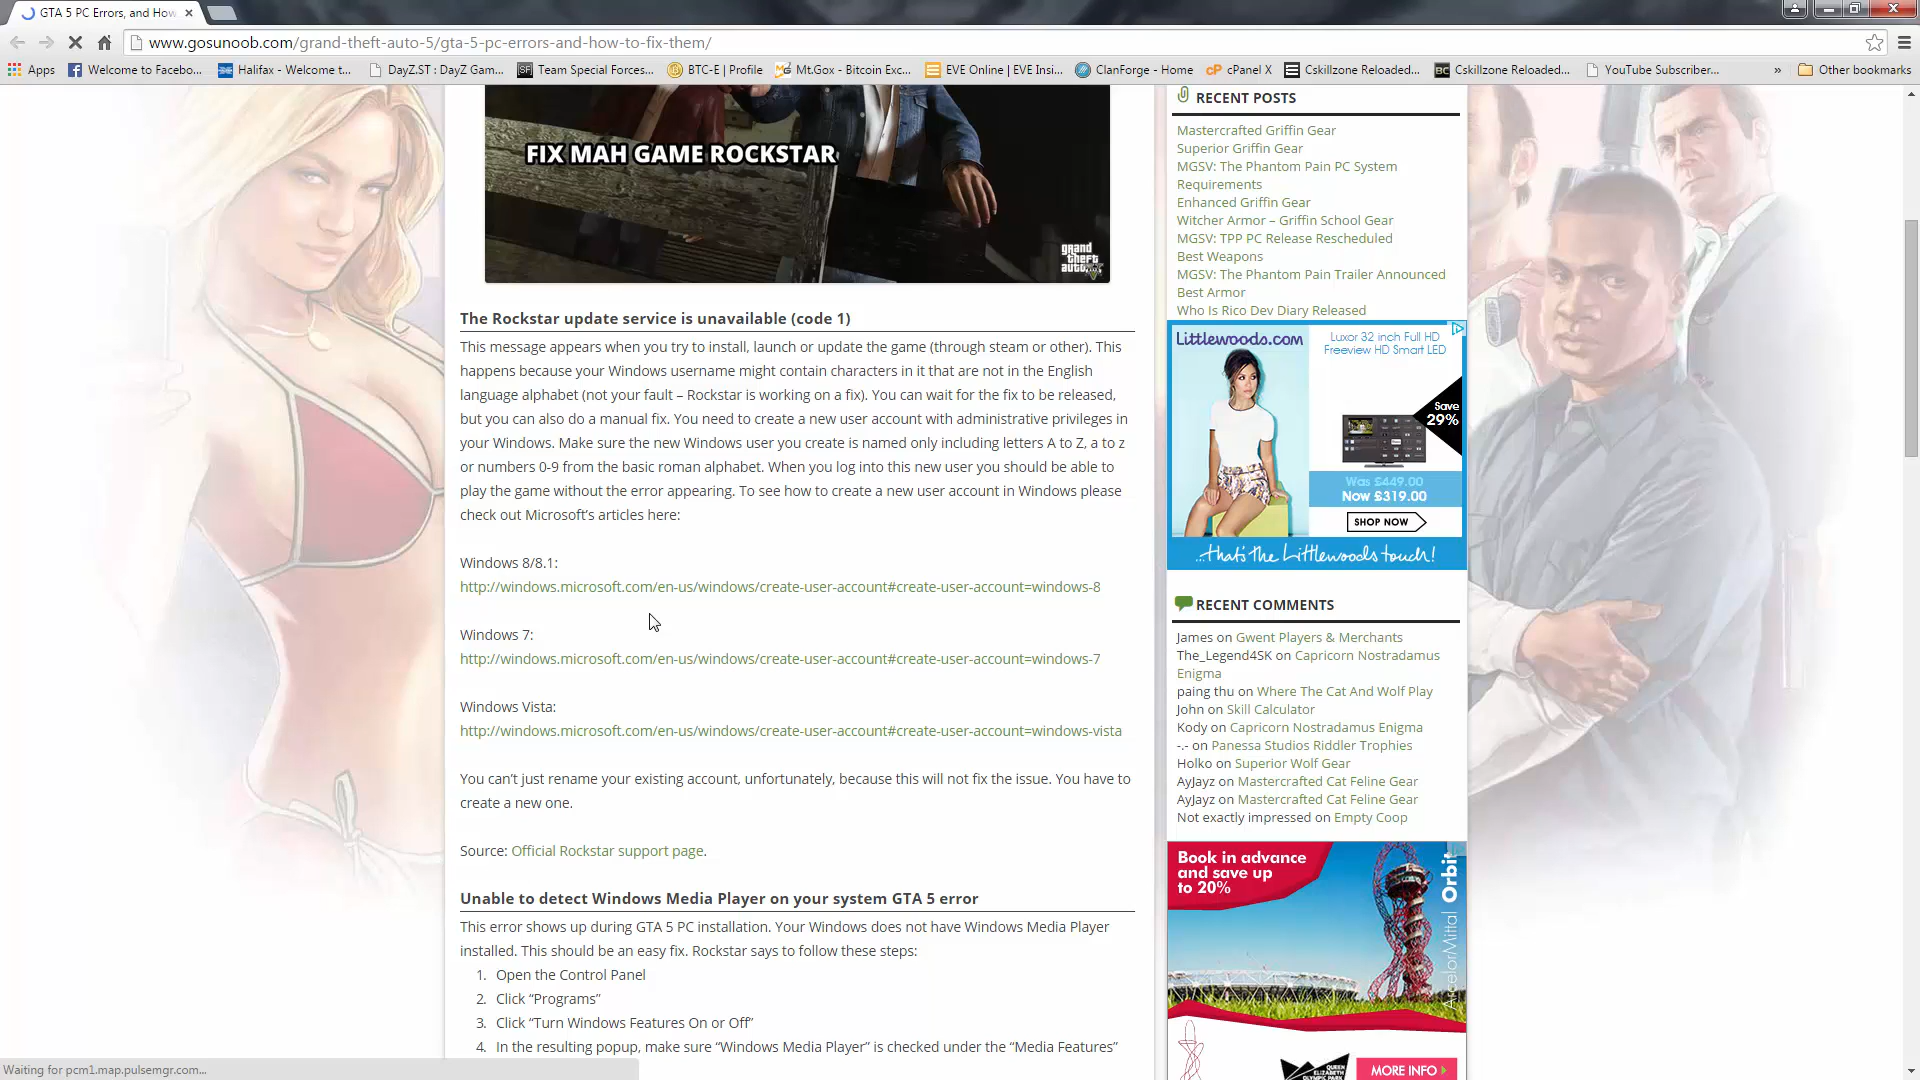 GTA 5 PC Errors, and How
www.gosunoob.com/grand-theft-auto-5/gta-5-pc-errors-and-how-to-fix-them/
Apps
Welcome to Facebo...
Halifax - Welcome t...
DayZ.ST : DayZ Gam...
Team Special Forces...
BTC-E | Profile
Mt.Gox - Bitcoin Exc...
EVE Online | EVE Insi...
ClanForge - Home
cPanel X
Cskillzone Reloaded...
Cskillzone Reloaded...
YouTube Subscriber...
»
Other bookmarks
FIX MAH GAME ROCKSTAR
grand
theft
auto V
The Rockstar update service is unavailable (code 1)
This message appears when you try to install, launch or update the game (through steam or other). This
happens because your Windows username might contain characters in it that are not in the English
language alphabet (not your fault – Rockstar is working on a fix). You can wait for the fix to be released,
but you can also do a manual fix. You need to create a new user account with administrative privileges in
your Windows. Make sure the new Windows user you create is named only including letters A to Z, a to z
or numbers 0-9 from the basic roman alphabet. When you log into this new user you should be able to
play the game without the error appearing. To see how to create a new user account in Windows please
check out Microsoft’s articles here:
Windows 8/8.1:
http://windows.microsoft.com/en-us/windows/create-user-account#create-user-account=windows-8
Windows 7:
http://windows.microsoft.com/en-us/windows/create-user-account#create-user-account=windows-7
Windows Vista:
http://windows.microsoft.com/en-us/windows/create-user-account#create-user-account=windows-vista
You can’t just rename your existing account, unfortunately, because this will not fix the issue. You have to
create a new one.
Source: Official Rockstar support page.
Unable to detect Windows Media Player on your system GTA 5 error
This error shows up during GTA 5 PC installation. Your Windows does not have Windows Media Player
installed. This should be an easy fix. Rockstar says to follow these steps:
1. Open the Control Panel
2. Click “Programs”
3. Click “Turn Windows Features On or Off”
4. In the resulting popup, make sure “Windows Media Player” is checked under the “Media Features”
RECENT POSTS
Mastercrafted Griffin Gear
Superior Griffin Gear
MGSV: The Phantom Pain PC System
Requirements
Enhanced Griffin Gear
Witcher Armor – Griffin School Gear
MGSV: TPP PC Release Rescheduled
Best Weapons
MGSV: The Phantom Pain Trailer Announced
Best Armor
Who Is Rico Dev Diary Released
Littlewoods.com
Luxor 32 inch Full HD
Freeview HD Smart LED
Save
29%
Was £449.00
Now £319.00
SHOP NOW
...that's the Littlewoods touch!
RECENT COMMENTS
James on Gwent Players & Merchants
The_Legend4SK on Capricorn Nostradamus
Enigma
paing thu on Where The Cat And Wolf Play
John on Skill Calculator
Kody on Capricorn Nostradamus Enigma
-.- on Panessa Studios Riddler Trophies
Holko on Superior Wolf Gear
AyJayz on Mastercrafted Cat Feline Gear
AyJayz on Mastercrafted Cat Feline Gear
Not exactly impressed on Empty Coop
Book in advance
and save up
to 20%
ArcelorMittal Orbit
QUEEN
ELIZABETH
OLYMPIC PARK
MORE INFO
Waiting for pcm1.map.pulsemgr.com...